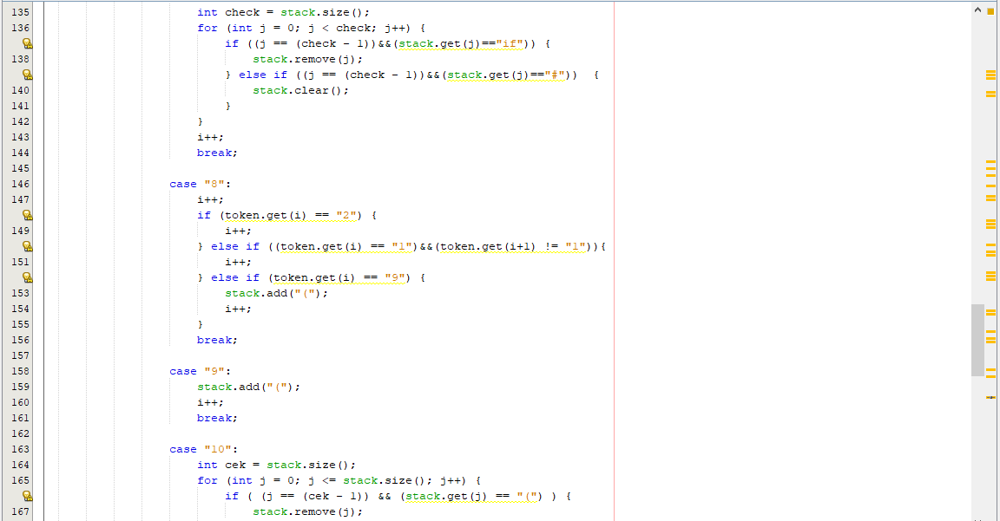 135 int check = stack.size();
136 for (int j = 0; j < check; j++) {
if ((j == (check - 1))&&(stack.get(j)=="if")) {
138 stack.remove(j);
} else if ((j == (check - 1))&&(stack.get(j)=="#")) {
140 stack.clear();
141 }
142 }
143 i++;
144 break;
145
146 case "8":
147 i++;
if (token.get(i) == "2") {
149 i++;
} else if ((token.get(i) == "1")&&(token.get(i+1) != "1")){
151 i++;
} else if (token.get(i) == "9") {
153 stack.add("(");
154 i++;
155 }
156 break;
157
158 case "9":
159 stack.add("(");
160 i++;
161 break;
162
163 case "10":
164 int cek = stack.size();
165 for (int j = 0; j <= stack.size(); j++) {
if ( (j == (cek - 1)) && (stack.get(j) == "(") ) {
167 stack.remove(j);